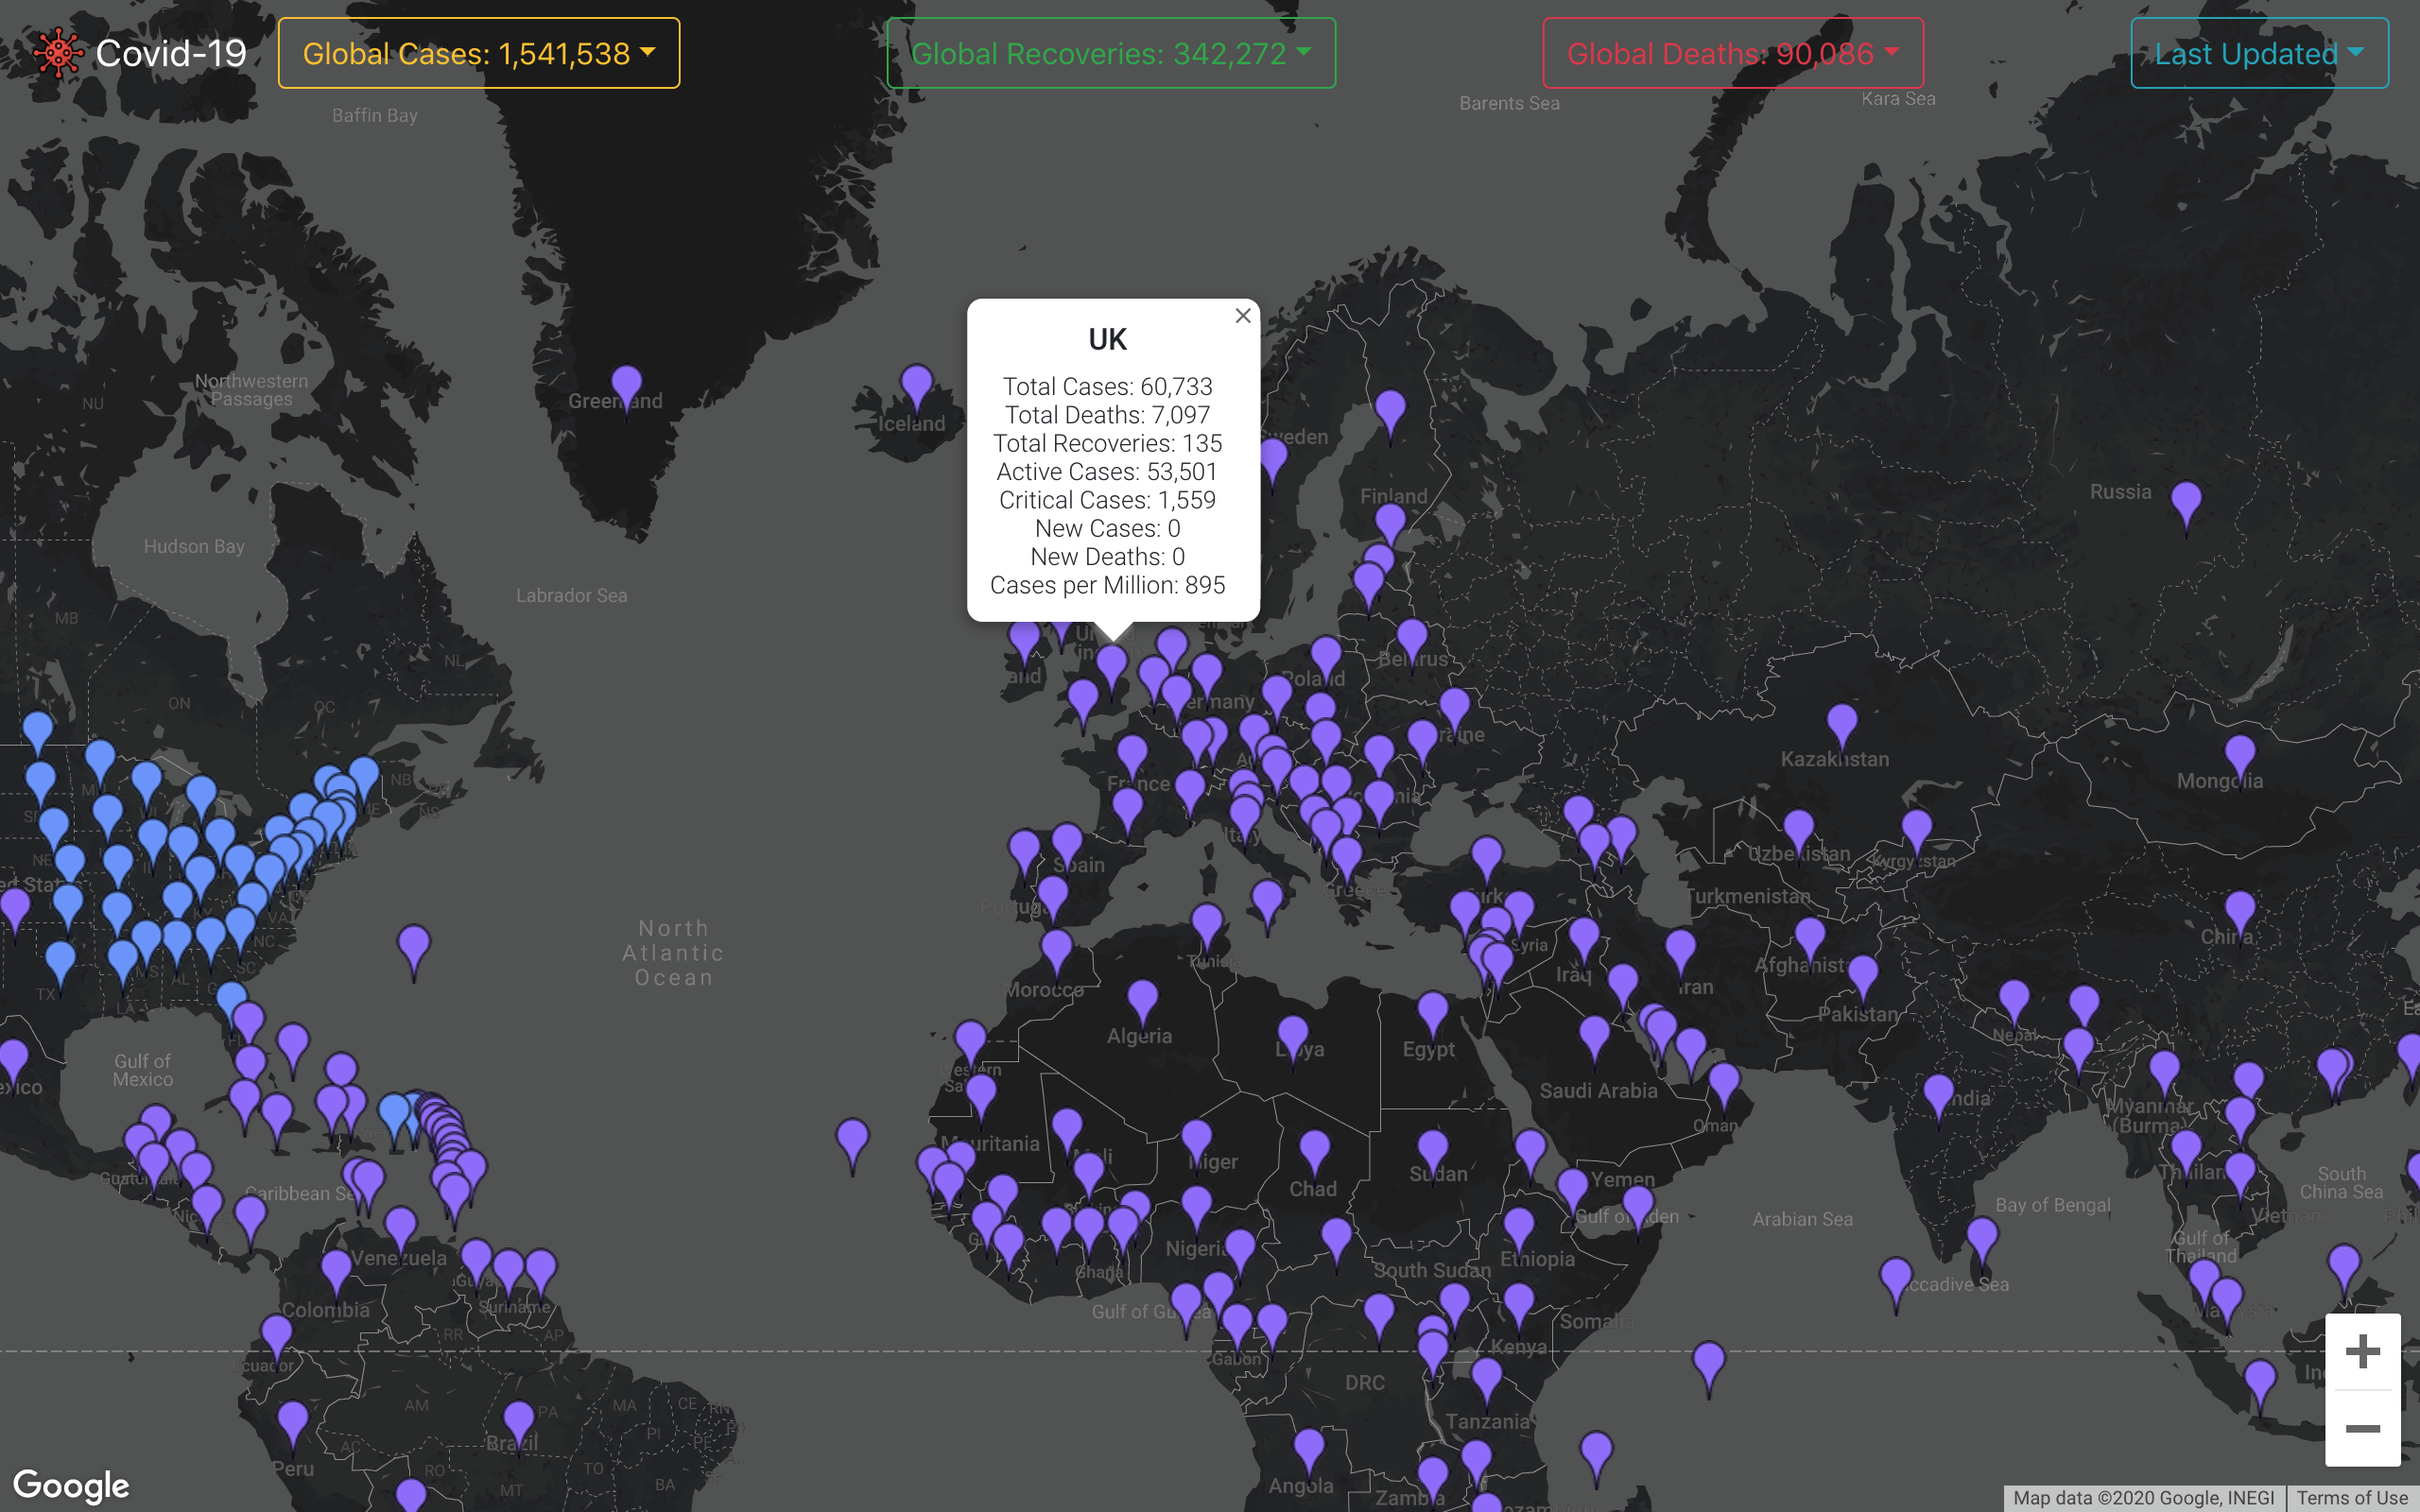 Covid-19
Global Cases: 1,541,538
Global Recoveries: 342,272
Global Deaths: 90,086
Last Updated
Baffin Bay
Barents Sea
Kara Sea
UK
Total Cases: 60,733
Total Deaths: 7,097
Total Recoveries: 135
Active Cases: 53,501
Critical Cases: 1,559
New Cases: 0
New Deaths: 0
Cases per Million: 895
Northwestern
Passages
NU
Greenland
Iceland
Sweden
Finland
Russia
Hudson Bay
Labrador Sea
MB
NL
ON
QC
Belarus
Poland
Germany
Ukraine
Kazakhstan
Mongolia
France
NB
NS
ME
Italy
Spain
Portugal
Greece
Uzbekistan
Kyrgyzstan
Turkmenistan
North
Atlantic
Ocean
NE
VA
NC
SC
TX
MS
AL
LA
Tunisia
Syria
Iraq
Iran
Afghanist
Pakistan
China
Morocco
Algeria
Libya
Egypt
Nepal
Gulf of
Mexico
Western
Saudi Arabia
India
Myanmar
(Burma)
Oman
Mauritania
Mali
Niger
Chad
Sudan
Yemen
Thailand
South
China Sea
Bay of Bengal
Arabian Sea
Gulf of Aden
Vietnam
Guatemala
Caribbean Sea
Nic
Venezuela
Nigeria
Ethiopia
South Sudan
Ghana
Gulf of
Thailand
Laccadive Sea
Guyana
Suriname
Colombia
Gulf of Guinea
Somalia
Malaysia
RR
AP
Ecuador
Gabon
Kenya
DRC
AM
PA
MA
CE
RN
PB
PI
PE
Tanzania
Brazil
AC
Peru
RO
TO
BA
MT
Angola
Zambia
Mozambique
Google
Map data ©2020 Google, INEGI
Terms of Use